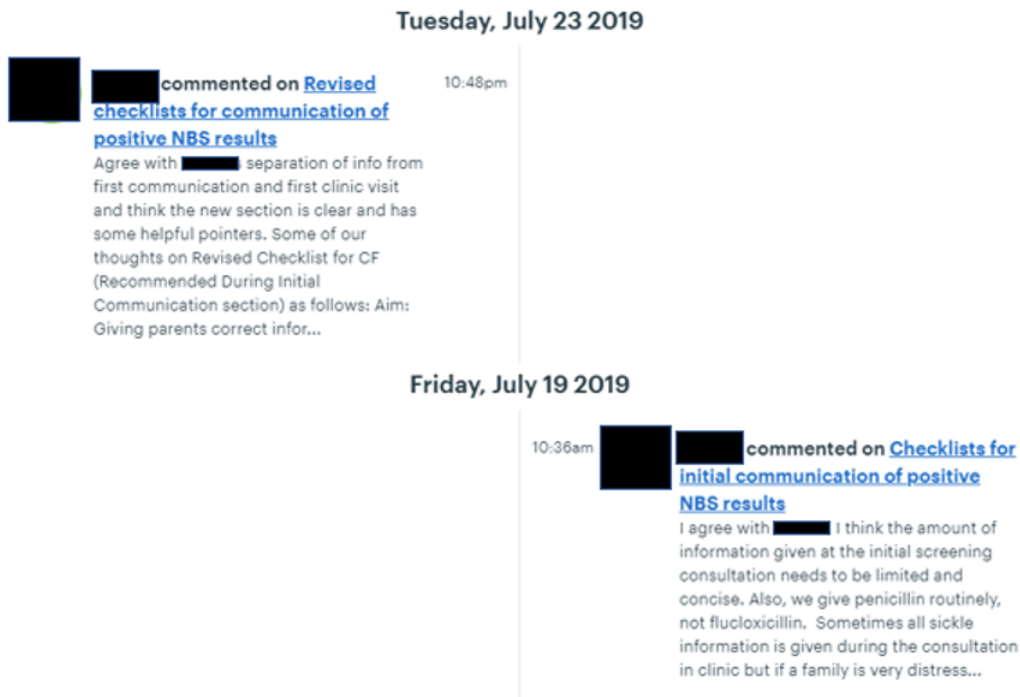 Tuesday, July 23 2019
commented on Revised
10:48pm
checklists for communication of
positive NBS results
Agree with separation of info from
first communication and first clinic visit
and think the new section is clear and has
some helpful pointers. Some of our
thoughts on Revised Checklist for CF
(Recommended During Initial
Communication section) as follows: Aim:
Giving parents correct infor...
Friday, July 19 2019
10:36am
commented on Checklists for
initial communication of positive
NBS results
I agree with I think the amount of
information given at the initial screening
consultation needs to be limited and
concise. Also, we give penicillin routinely,
not flucloxicillin. Sometimes all sickle
information is given during the consultation
in clinic but if a family is very distress...